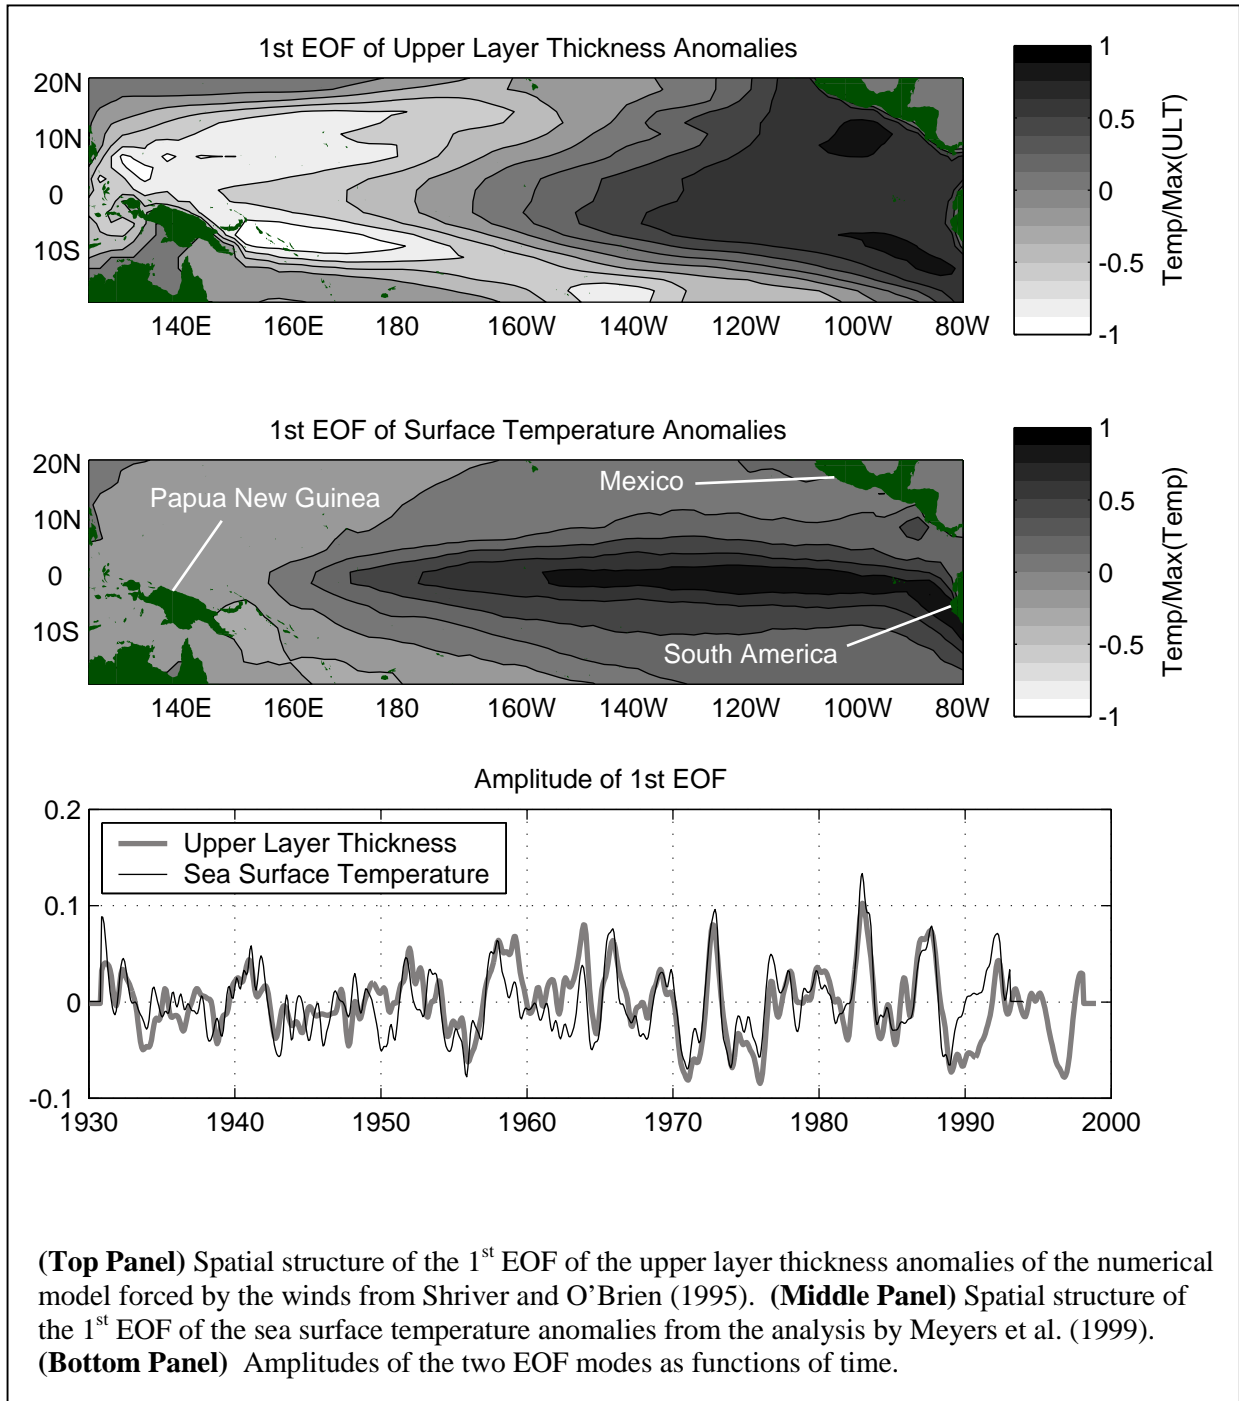 1st EOF of Upper Layer Thickness Anomalies
20N
10N
0
10S
140E 160E 180 160W 140W 120W 100W 80W
1
0.5
0
-0.5
-1
Temp/Max(ULT)
1st EOF of Surface Temperature Anomalies
20N
10N
0
10S
Papua New Guinea
Mexico
South America
140E 160E 180 160W 140W 120W 100W 80W
1
0.5
0
-0.5
-1
Temp/Max(Temp)
Amplitude of 1st EOF
0.2
0.1
0
-0.1
Upper Layer Thickness
Sea Surface Temperature
1930 1940 1950 1960 1970 1980 1990 2000
(Top Panel) Spatial structure of the 1st EOF of the upper layer thickness anomalies of the numerical
model forced by the winds from Shriver and O’Brien (1995). (Middle Panel) Spatial structure of
the 1st EOF of the sea surface temperature anomalies from the analysis by Meyers et al. (1999).
(Bottom Panel) Amplitudes of the two EOF modes as functions of time.